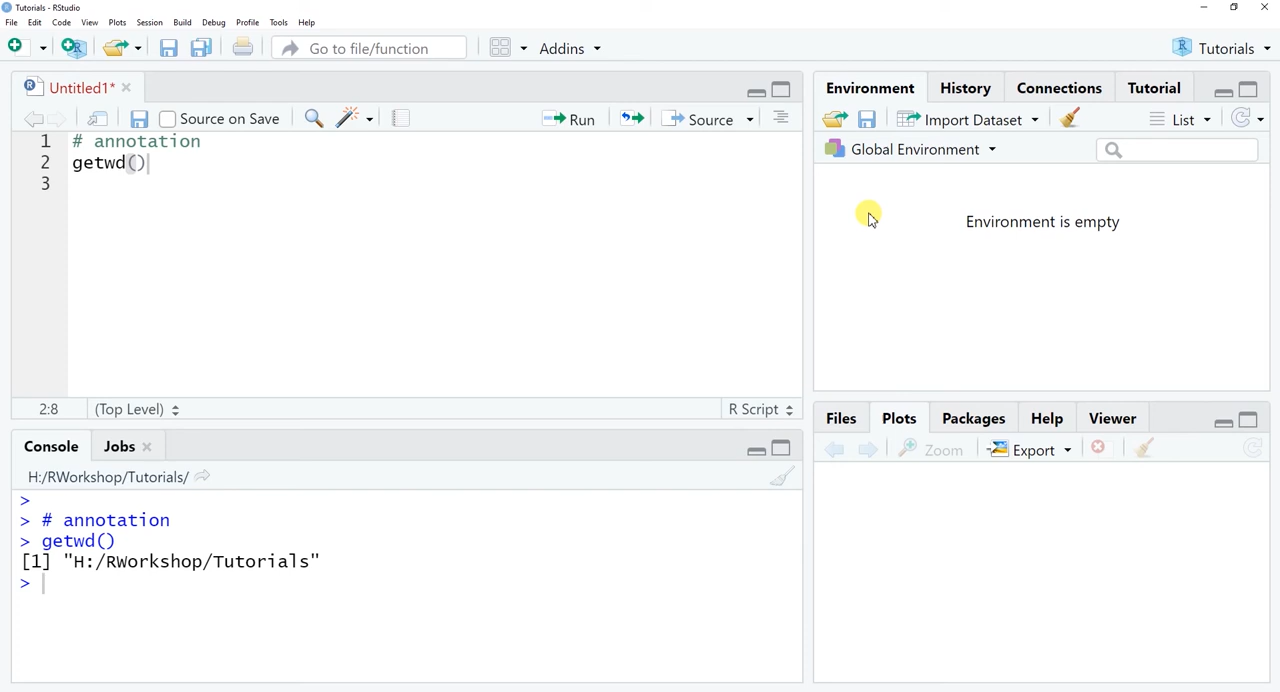 Tutorials - RStudio
File Edit Code View Plots Session Build Debug Profile Tools Help
Go to file/function Addins Tutorials
Untitled1*
Source on Save Run Source
1 # annotation
2 getwd()
3
2:8 (Top Level) R Script
Console Jobs
H:/RWorkshop/Tutorials/
>
> # annotation
> getwd()
[1] "H:/RWorkshop/Tutorials"
>
Environment History Connections Tutorial
Import Dataset List
Global Environment
Environment is empty
Files Plots Packages Help Viewer
Zoom Export